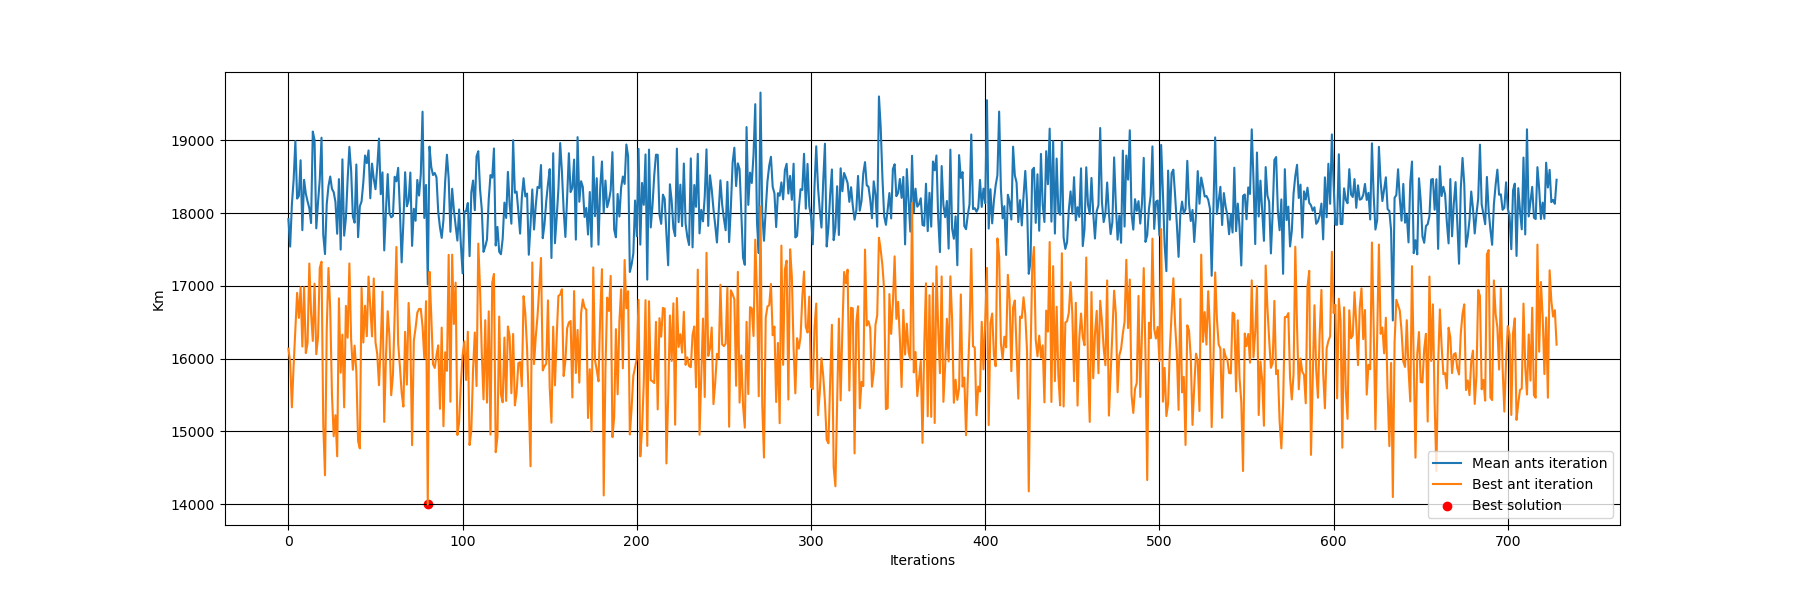 19000
18000
17000
16000
15000
14000
Km
0 100 200 300 400 500 600 700
Iterations
Mean ants iteration
Best ant iteration
Best solution